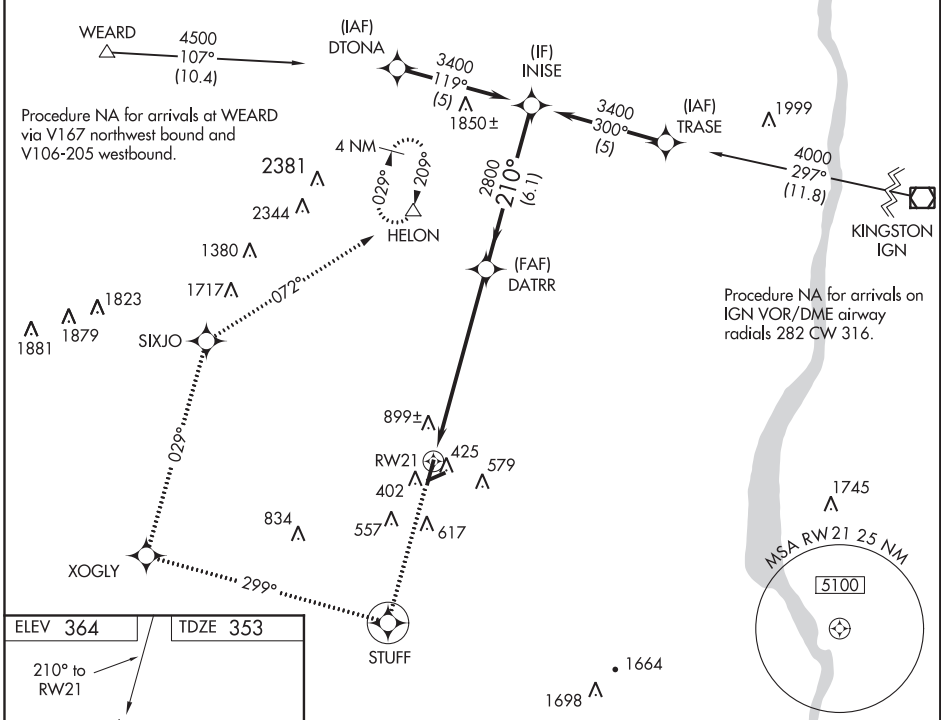 WEARD
4500
107°
(10.4)
(IAF)
DTONA
3400
119°
(5)
1850±
(IF)
INISE
3400
300°
(5)
(IAF)
TRASE
1999
4000
297°
(11.8)
KINGSTON
IGN
Procedure NA for arrivals at WEARD
via V167 northwest bound and
V106-205 westbound.
4 NM
029°
209°
HELON
2381
2344
1380
1717
1823
1879
1881
2800
210°
(6.1)
(FAF)
DATRR
Procedure NA for arrivals on
IGN VOR/DME airway
radials 282 CW 316.
072°
SIXJO
029°
899±
RW21
425
579
402
557
617
834
1745
XOGLY
299°
STUFF
MSA RW 21 25 NM
5100
1664
1698
ELEV 364
TDZE 353
210° to
RW21